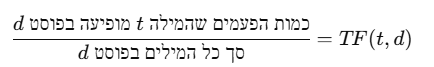 כמות הפעמים שהמילה t מופיעה בפוסט d
סך כל המילים בפוסט d
= TF(t, d)